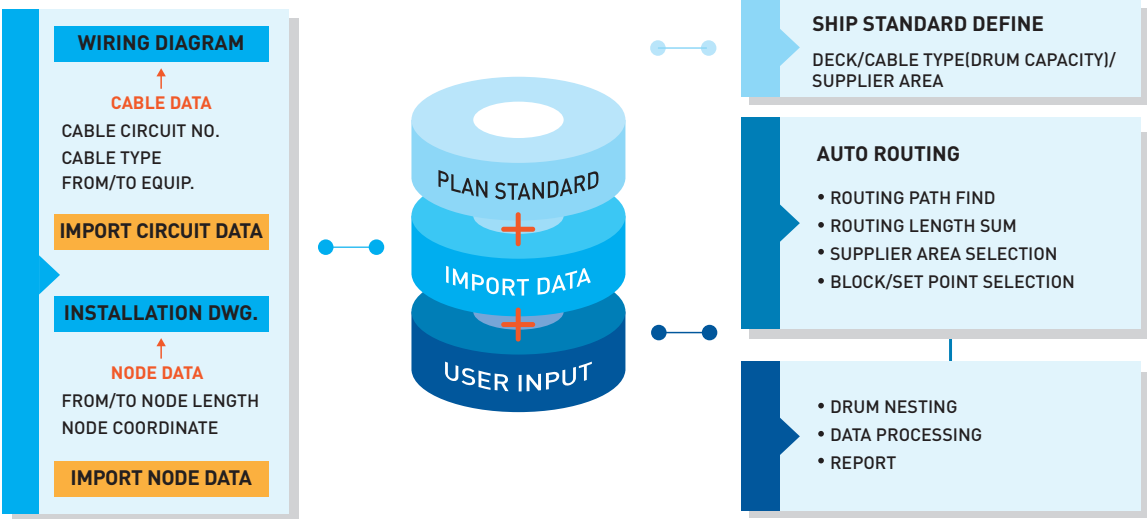 WIRING DIAGRAM
CABLE DATA
CABLE CIRCUIT NO.
CABLE TYPE
FROM/TO EQUIP.
IMPORT CIRCUIT DATA
INSTALLATION DWG.
NODE DATA
FROM/TO NODE LENGTH
NODE COORDINATE
IMPORT NODE DATA
PLAN STANDARD
+
IMPORT DATA
+
USER INPUT
SHIP STANDARD DEFINE
DECK/CABLE TYPE(DRUM CAPACITY)/
SUPPLIER AREA
AUTO ROUTING
• ROUTING PATH FIND
• ROUTING LENGTH SUM
• SUPPLIER AREA SELECTION
• BLOCK/SET POINT SELECTION
• DRUM NESTING
• DATA PROCESSING
• REPORT